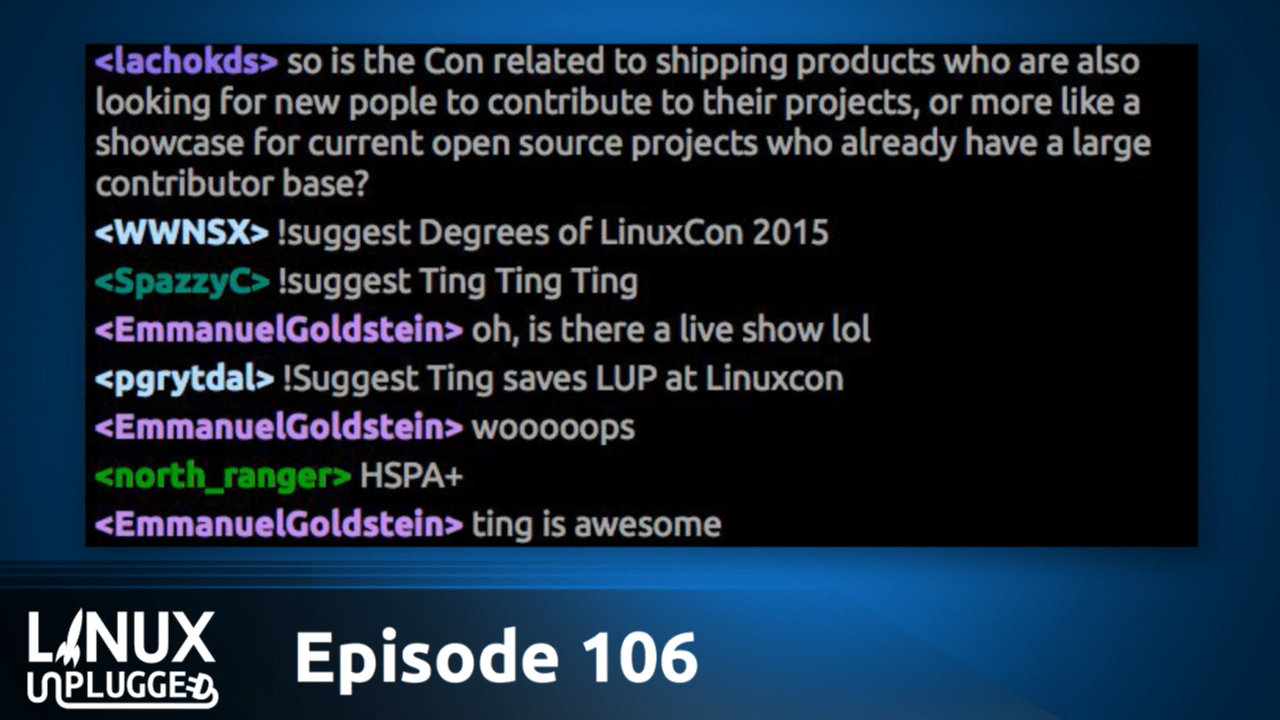 <lachokds> so is the Con related to shipping products who are also
looking for new pople to contribute to their projects, or more like a
showcase for current open source projects who already have a large
contributor base?
<WWNSX> !suggest Degrees of LinuxCon 2015
<SpazzyC> !suggest Ting Ting Ting
<EmmanuelGoldstein> oh, is there a live show lol
<pgrytdal> !Suggest Ting saves LUP at Linuxcon
<EmmanuelGoldstein> wooooops
<north_ranger> HSPA+
<EmmanuelGoldstein> ting is awesome
LINUX
UNPLUGGED
Episode 106